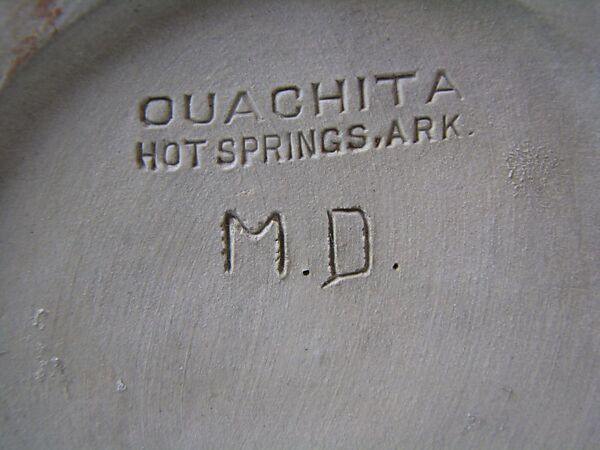 OUACHITA
HOT SPRINGS, ARK.
M.D.